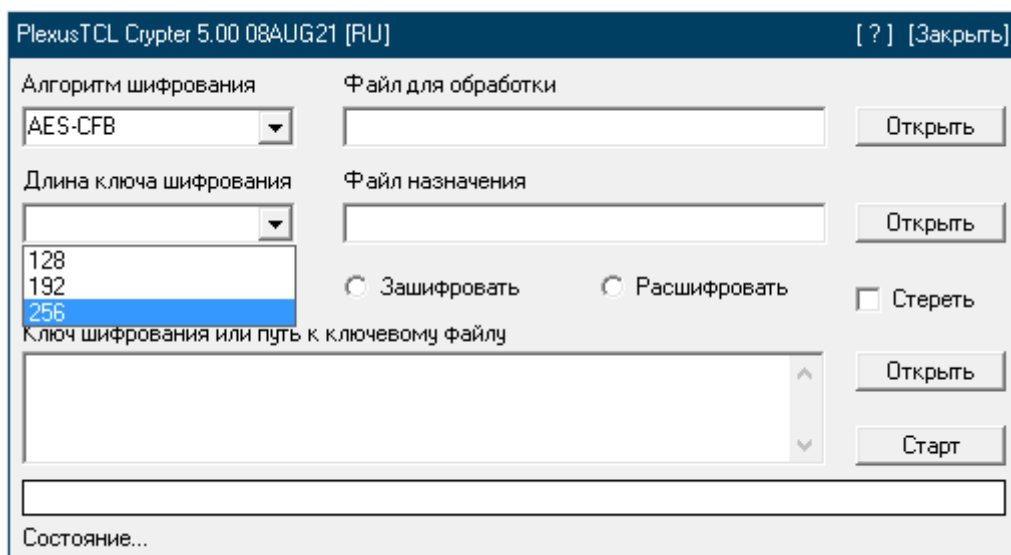 PlexusTCL Crypter 5.00 08AUG21 [RU] [ ? ] [Закрыть]
Алгоритм шифрования Файл для обработки
AES-CFB Открыть
Длина ключа шифрования Файл назначения
Открыть
128
192 Зашифровать Расшифровать Стереть
256
Ключ шифрования или путь к ключевому файлу
Открыть
Старт
Состояние...